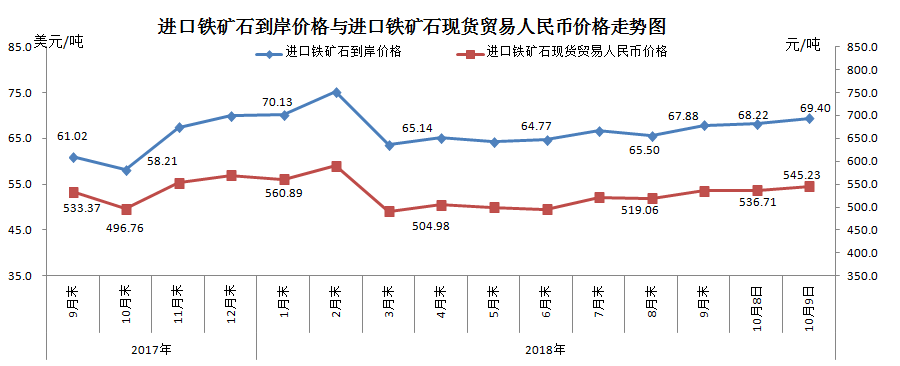 进口铁矿石到岸价格与进口铁矿石现货贸易人民币价格走势图
美元/吨
元/吨
进口铁矿石到岸价格
进口铁矿石现货贸易人民币价格
85.0
75.0
65.0
55.0
45.0
35.0
850.0
800.0
750.0
700.0
650.0
600.0
550.0
500.0
450.0
400.0
350.0
61.02
58.21
70.13
65.14
64.77
65.50
67.88
68.22
69.40
533.37
496.76
560.89
504.98
519.06
536.71
545.23
9月末
10月末
11月末
12月末
1月末
2月末
3月末
4月末
5月末
6月末
7月末
8月末
9月末
10月8日
10月9日
2017年
2018年